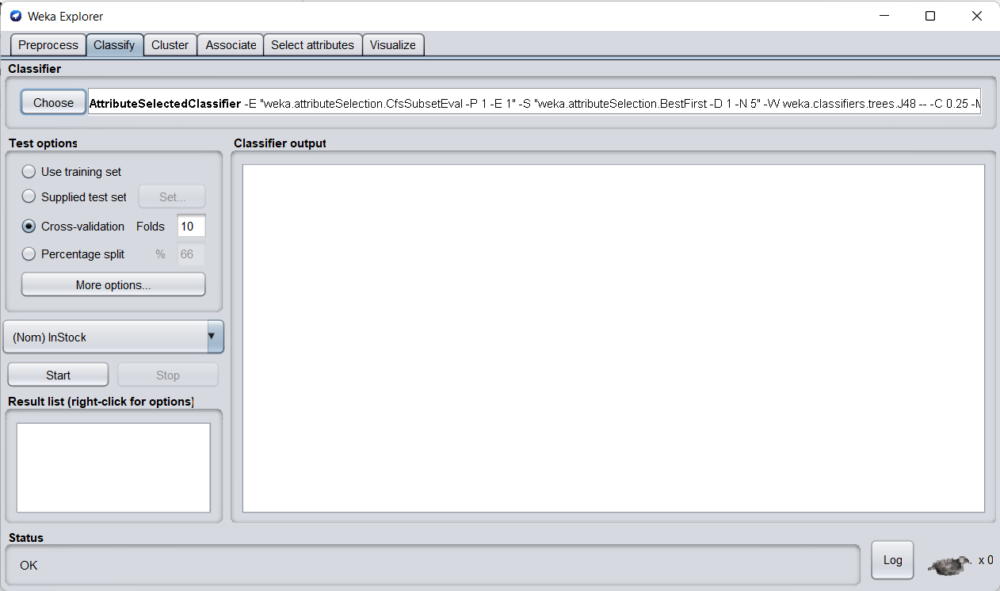 Weka Explorer
Preprocess Classify Cluster Associate Select attributes Visualize
Classifier
Choose AttributeSelectedClassifier -E "weka.attributeSelection.CfsSubsetEval -P 1 -E 1" -S "weka.attributeSelection.BestFirst -D 1 -N 5" -W weka.classifiers.trees.J48 -- -C 0.25
Test options
Use training set
Supplied test set Set...
Cross-validation Folds 10
Percentage split % 66
More options...
(Nom) InStock
Start Stop
Result list (right-click for options)
Classifier output
Status
OK
Log x 0